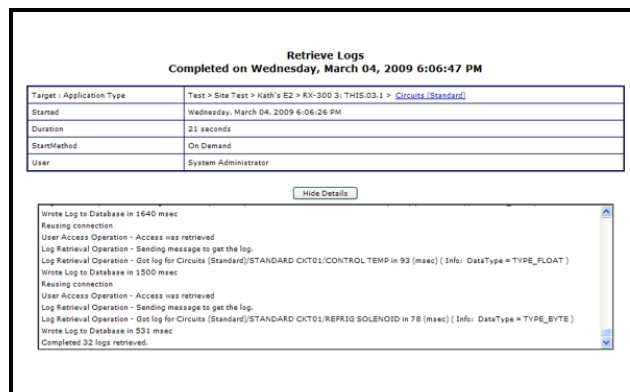 Retrieve Logs
Completed on Wednesday, March 04, 2009 6:06:47 PM
Target : Application Type Test > Site Test > Kath's E2 > RX-300 3: THIS.03.1 > Circuits (Standard)
Started Wednesday, March 04, 2009 6:06:26 PM
Duration 21 seconds
StartMethod On Demand
User System Administrator
Hide Details
Wrote Log to Database in 1640 msec
Reusing connection
User Access Operation - Access was retrieved
Log Retrieval Operation - Sending message to get the log.
Log Retrieval Operation - Got log for Circuits (Standard)/STANDARD CKT01/CONTROL TEMP in 93 (msec) ( Info: DataType = TYPE_FLOAT )
Wrote Log to Database in 1500 msec
Reusing connection
User Access Operation - Access was retrieved
Log Retrieval Operation - Sending message to get the log.
Log Retrieval Operation - Got log for Circuits (Standard)/STANDARD CKT01/REFRIG SOLENOID in 78 (msec) ( Info: DataType = TYPE_BYTE )
Wrote Log to Database in 531 msec
Completed 32 logs retrieved.